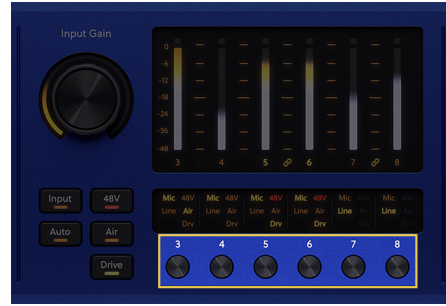 Input Gain
0
-6
-12
-18
-24
-36
-48
3 4 5 6 7 8
Input 48V
Auto Air
Drive
Mic 48V Mic 48V Mic 48V Mic 48V Mic Mic
Line Air Line Air Line Air Line Air Line Line
Drv Drv Drv Drv
3 4 5 6 7 8